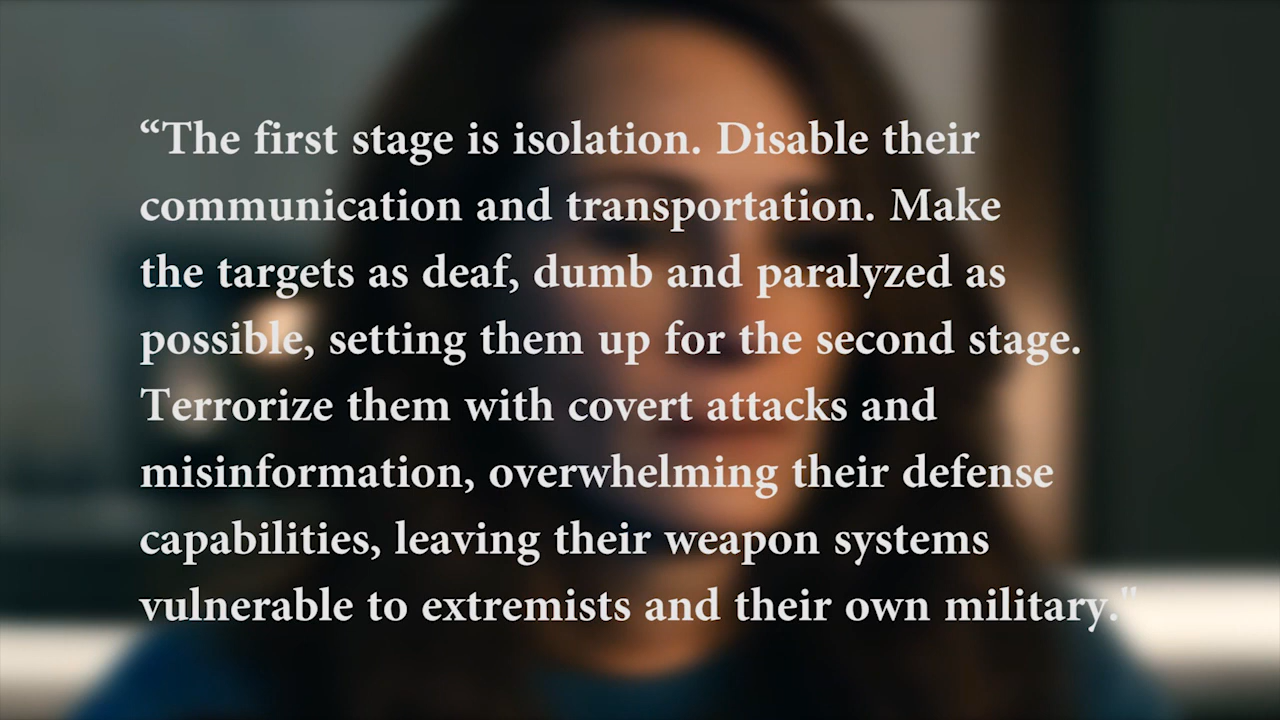 “The first stage is isolation. Disable their
communication and transportation. Make
the targets as deaf, dumb and paralyzed as
possible, setting them up for the second stage.
Terrorize them with covert attacks and
misinformation, overwhelming their defense
capabilities, leaving their weapon systems
vulnerable to extremists and their own military."